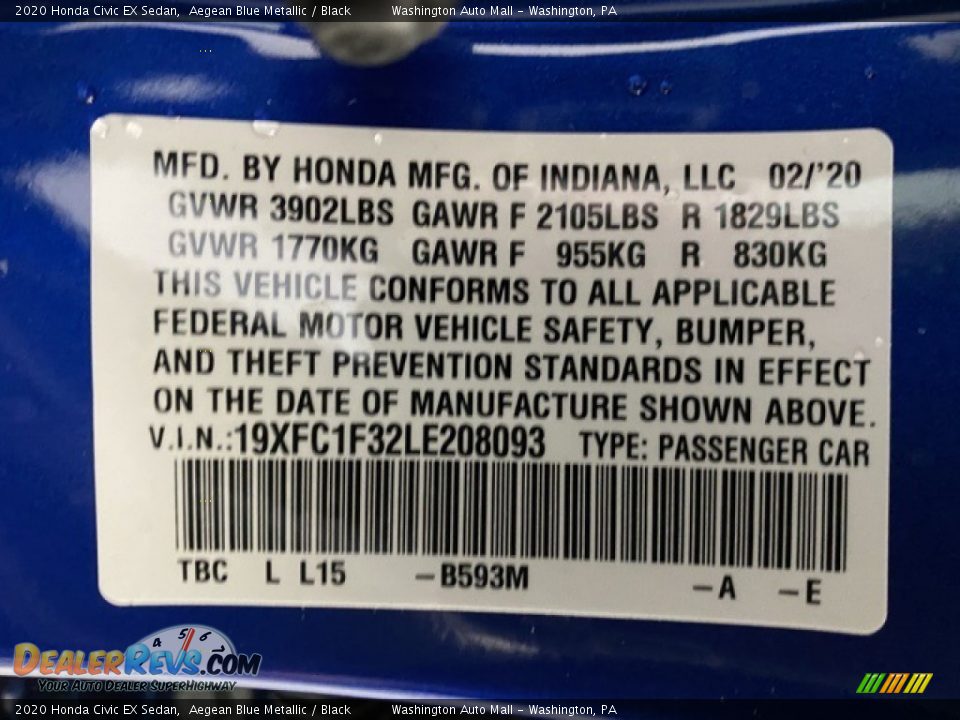 2020 Honda Civic EX Sedan, Aegean Blue Metallic / Black Washington Auto Mall - Washington, PA
MFD. BY HONDA MFG. OF INDIANA, LLC 02/'20
GVWR 3902LBS GAWR F 2105LBS R 1829LBS
GVWR 1770KG GAWR F 955KG R 830KG
THIS VEHICLE CONFORMS TO ALL APPLICABLE
FEDERAL MOTOR VEHICLE SAFETY, BUMPER,
AND THEFT PREVENTION STANDARDS IN EFFECT
ON THE DATE OF MANUFACTURE SHOWN ABOVE.
V.I.N.:19XFC1F32LE208093 TYPE: PASSENGER CAR
TBC L L15 -B593M -A -E
4 5 6
DEALERREVS.COM
YOUR AUTO DEALER SUPERHIGHWAY
2020 Honda Civic EX Sedan, Aegean Blue Metallic / Black Washington Auto Mall - Washington, PA